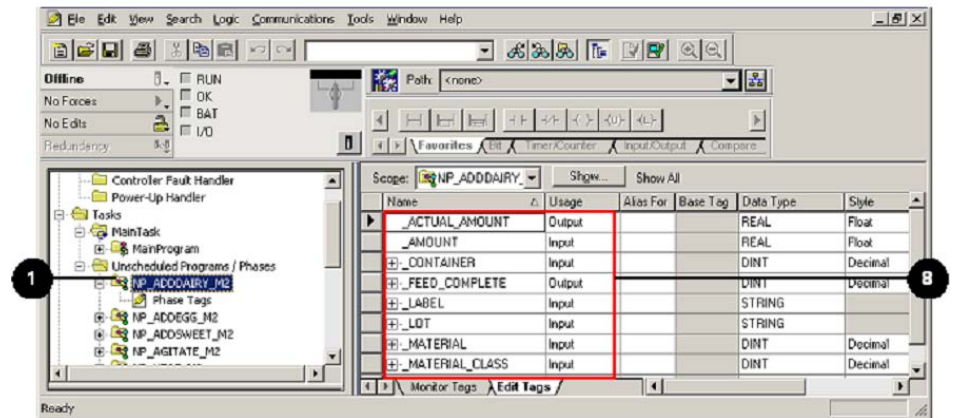 File Edit View Search Logic Communications Tools Window Help
Offline RUN
No Forces OK
No Edits BAT
Redundancy I/O
Path: <none>
Favorites Bit Timer/Counter Input/Output Compare
Controller Fault Handler
Power-Up Handler
Tasks
MainTask
MainProgram
Unscheduled Programs / Phases
1
NP_ADDDAIRY_M2
Phase Tags
NP_ADDEGG_M2
NP_ADDSWEET_M2
NP_AGITATE_M2
Scope: NP_ADDDAIRY_ Show... Show All
Name Usage Alias For Base Tag Data Type Style
_ACTUAL_AMOUNT Output REAL Float
_AMOUNT Input REAL Float
_CONTAINER Input DINT Decimal
_FEED_COMPLETE Output DINT Decimal
8
_LABEL Input STRING
_LOT Input STRING
_MATERIAL Input DINT Decimal
_MATERIAL_CLASS Input DINT Decimal
Monitor Tags Edit Tags
Ready